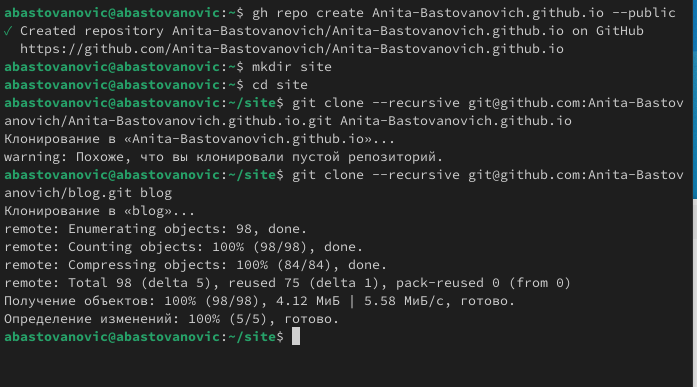 abastovanovic@abastovanovic:~$ gh repo create Anita-Bastovanovich.github.io --public
✓ Created repository Anita-Bastovanovich/Anita-Bastovanovich.github.io on GitHub
  https://github.com/Anita-Bastovanovich/Anita-Bastovanovich.github.io
abastovanovic@abastovanovic:~$ mkdir site
abastovanovic@abastovanovic:~$ cd site
abastovanovic@abastovanovic:~/site$ git clone --recursive git@github.com:Anita-Bastov
anovich/Anita-Bastovanovich.github.io.git Anita-Bastovanovich.github.io
Клонирование в «Anita-Bastovanovich.github.io»...
warning: Похоже, что вы клонировали пустой репозиторий.
abastovanovic@abastovanovic:~/site$ git clone --recursive git@github.com:Anita-Bastov
anovich/blog.git blog
Клонирование в «blog»...
remote: Enumerating objects: 98, done.
remote: Counting objects: 100% (98/98), done.
remote: Compressing objects: 100% (84/84), done.
remote: Total 98 (delta 5), reused 75 (delta 1), pack-reused 0 (from 0)
Получение объектов: 100% (98/98), 4.12 МиБ | 5.58 МиБ/с, готово.
Определение изменений: 100% (5/5), готово.
abastovanovic@abastovanovic:~/site$